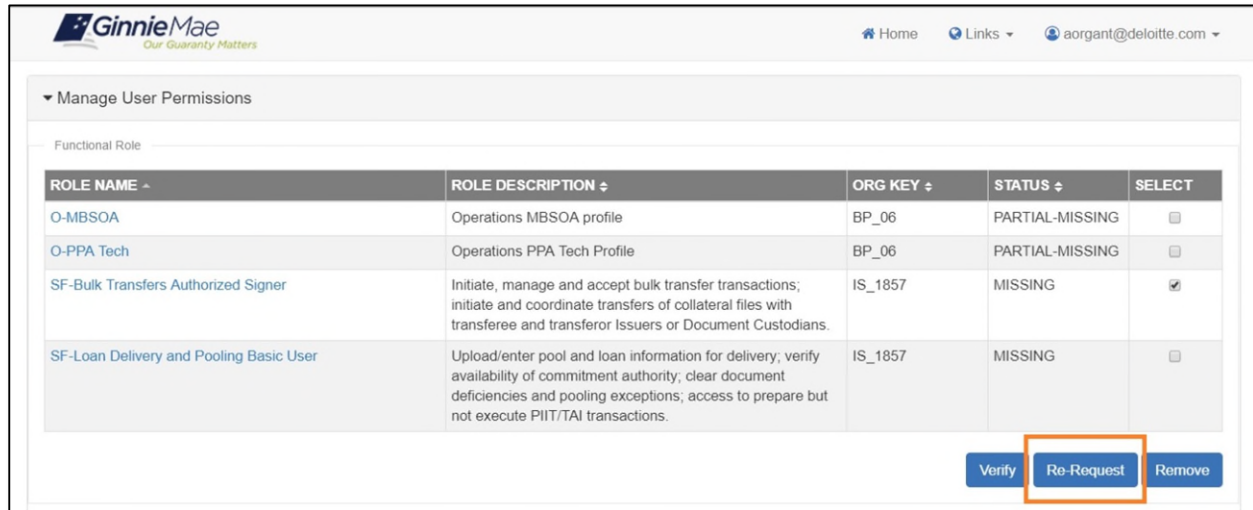 GinnieMae
Our Guaranty Matters
Home Links aorgant@deloitte.com
Manage User Permissions
Functional Role
ROLE NAME ROLE DESCRIPTION ORG KEY STATUS SELECT
O-MBSOA Operations MBSOA profile BP_06 PARTIAL-MISSING
O-PPA Tech Operations PPA Tech Profile BP_06 PARTIAL-MISSING
SF-Bulk Transfers Authorized Signer Initiate, manage and accept bulk transfer transactions; IS_1857 MISSING
initiate and coordinate transfers of collateral files with
transferee and transferor Issuers or Document Custodians.
SF-Loan Delivery and Pooling Basic User Upload/enter pool and loan information for delivery; verify IS_1857 MISSING
availability of commitment authority; clear document
deficiencies and pooling exceptions; access to prepare but
not execute PIIT/TAI transactions.
Verify Re-Request Remove